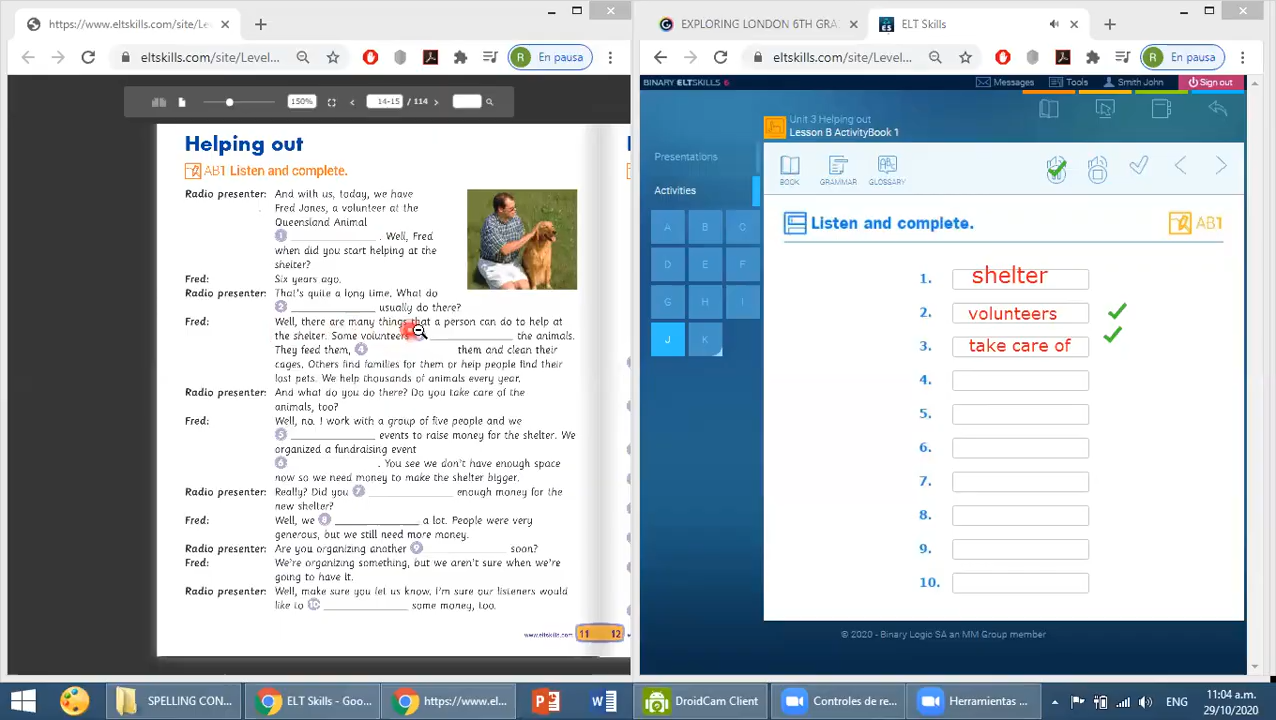 https://www.eltskills.com/site/Le
EXPLORING LONDON 6TH GRA
ELT Skills
eltskills.com/site/Level...
R En pausa
eltskills.com/site/Level...
R En pausa
150%
14-15 / 114
Helping out
AB1 Listen and complete.
Radio presenter: And with us, today, we have
Fred Jones, a volunteer at the
Queensland Animal
1 ____________. Well, Fred
when did you start helping at the
shelter?
Fred: Six years ago.
Radio presenter: That's quite a long time. What do
2 ____________ usually do there?
Fred: Well, there are many things that a person can do to help at
the shelter. Some volunteers ____________ the animals.
They feed them, 4 ____________ them and clean their
cages. Others find families for them or help people find their
lost pets. We help thousands of animals every year.
Radio presenter: And what do you do there? Do you take care of the
animals, too?
Fred: Well, no. I work with a group of five people and we
5 ____________ events to raise money for the shelter. We
organized a fundraising event
6 ____________. You see we don't have enough space
now so we need money to make the shelter bigger.
Radio presenter: Really? Did you 7 ____________ enough money for the
new shelter?
Fred: Well, we 8 ____________ a lot. People were very
generous, but we still need more money.
Radio presenter: Are you organizing another 9 ____________ soon?
Fred: We're organizing something, but we aren't sure when we're
going to have it.
Radio presenter: Well, make sure you let us know. I'm sure our listeners would
like to 10 ____________ some money, too.
www.eltskills.com 11 12
BINARY ELTSKILLS
Messages
Tools
Smith John
Sign out
Unit 3 Helping out
Lesson B ActivityBook 1
Presentations
Activities
A B C
D E F
G H I
J K
BOOK
GRAMMAR
GLOSSARY
Listen and complete.
AB1
1. shelter
2. volunteers
3. take care of
4.
5.
6.
7.
8.
9.
10.
© 2020 - Binary Logic SA an MM Group member
SPELLING CON...
ELT Skills - Goo...
https://www.el...
DroidCam Client
Controles de re...
Herramientas ...
ENG
11:04 a.m.
29/10/2020